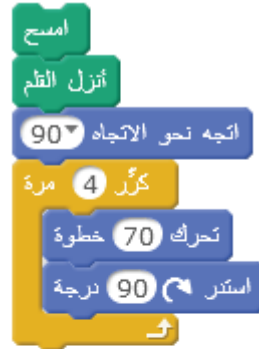 امسح
أنزل القلم
اتجه نحو الاتجاه 90
كرِّر 4 مرة
تحرك 70 خطوة
استدر 90 درجة